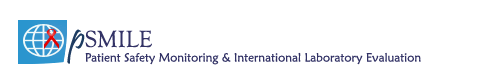 pSMILE
Patient Safety Monitoring & International Laboratory Evaluation